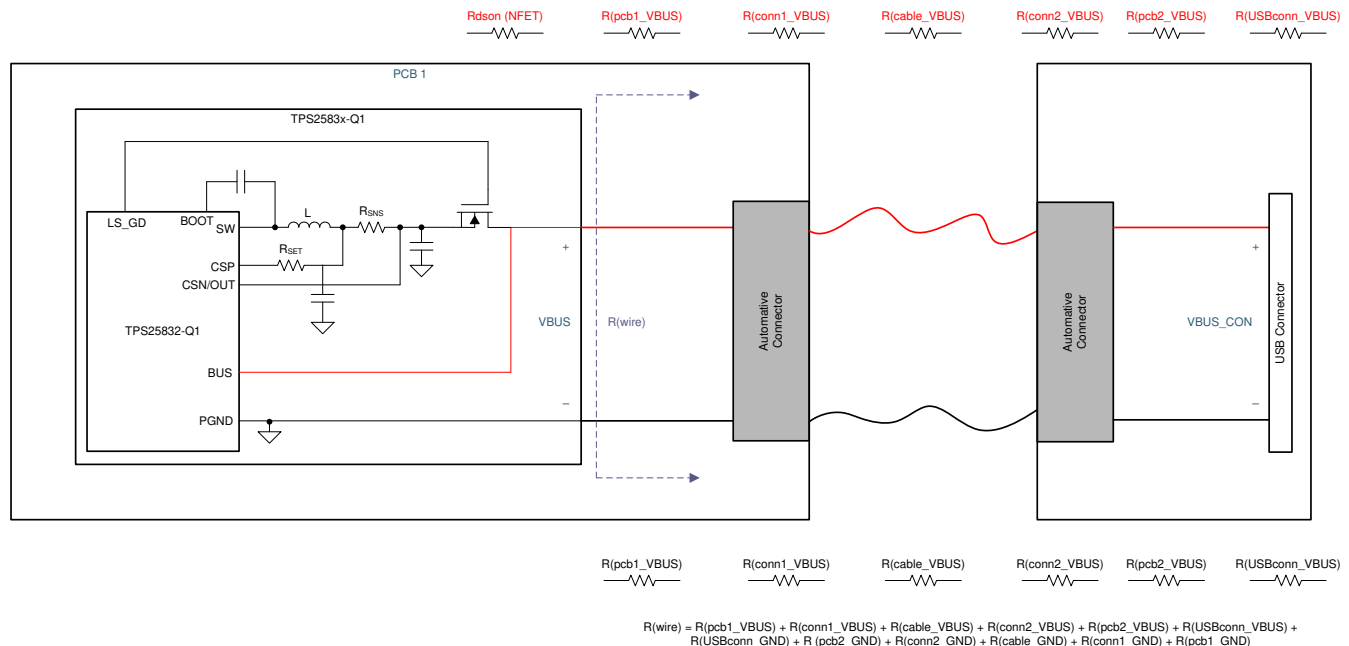 Rdson (NFET) R(pcb1_VBUS) R(conn1_VBUS) R(cable_VBUS) R(conn2_VBUS) R(pcb2_VBUS) R(USBconn_VBUS)
PCB 1
TPS2583x-Q1
LS_GD
BOOT
SW
L
RSNS
CSP
RSET
CSN/OUT
TPS25832-Q1
BUS
PGND
+
VBUS
−
R(wire)
Automative
Connector
Automative
Connector
+
VBUS_CON
−
USB Connector
R(pcb1_VBUS) R(conn1_VBUS) R(cable_VBUS) R(conn2_VBUS) R(pcb2_VBUS) R(USBconn_VBUS)
R(wire) = R(pcb1_VBUS) + R(conn1_VBUS) + R(cable_VBUS) + R(conn2_VBUS) + R(pcb2_VBUS) + R(USBconn_VBUS) +
R(USBconn_GND) + R (pcb2_GND) + R(conn2_GND) + R(cable_GND) + R(conn1_GND) + R(pcb1_GND)